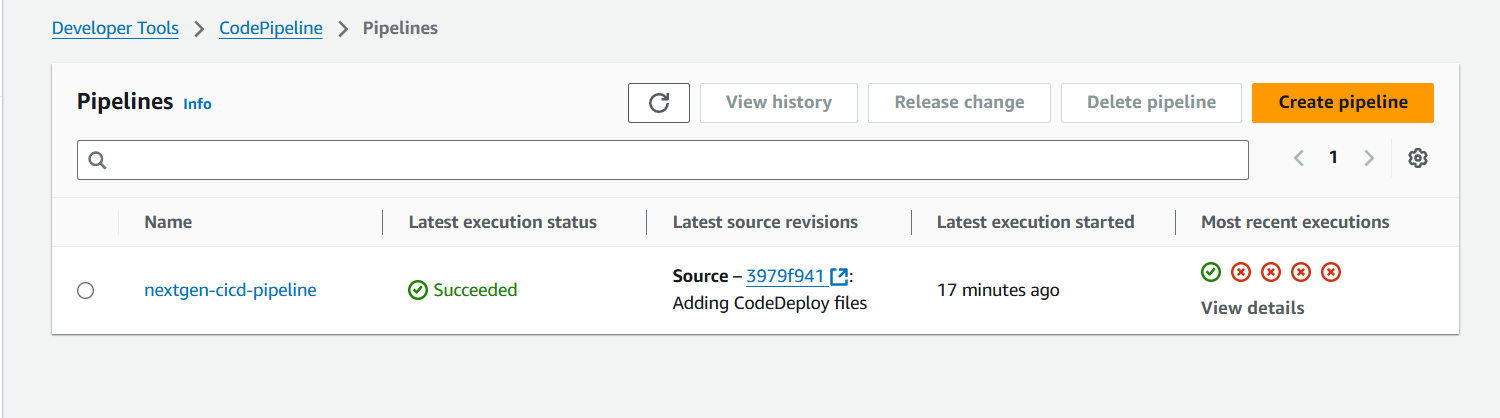 Developer Tools > CodePipeline > Pipelines
Pipelines Info
View history
Release change
Delete pipeline
Create pipeline
1
Name
Latest execution status
Latest source revisions
Latest execution started
Most recent executions
nextgen-cicd-pipeline
Succeeded
Source – 3979f941 :
Adding CodeDeploy files
17 minutes ago
View details